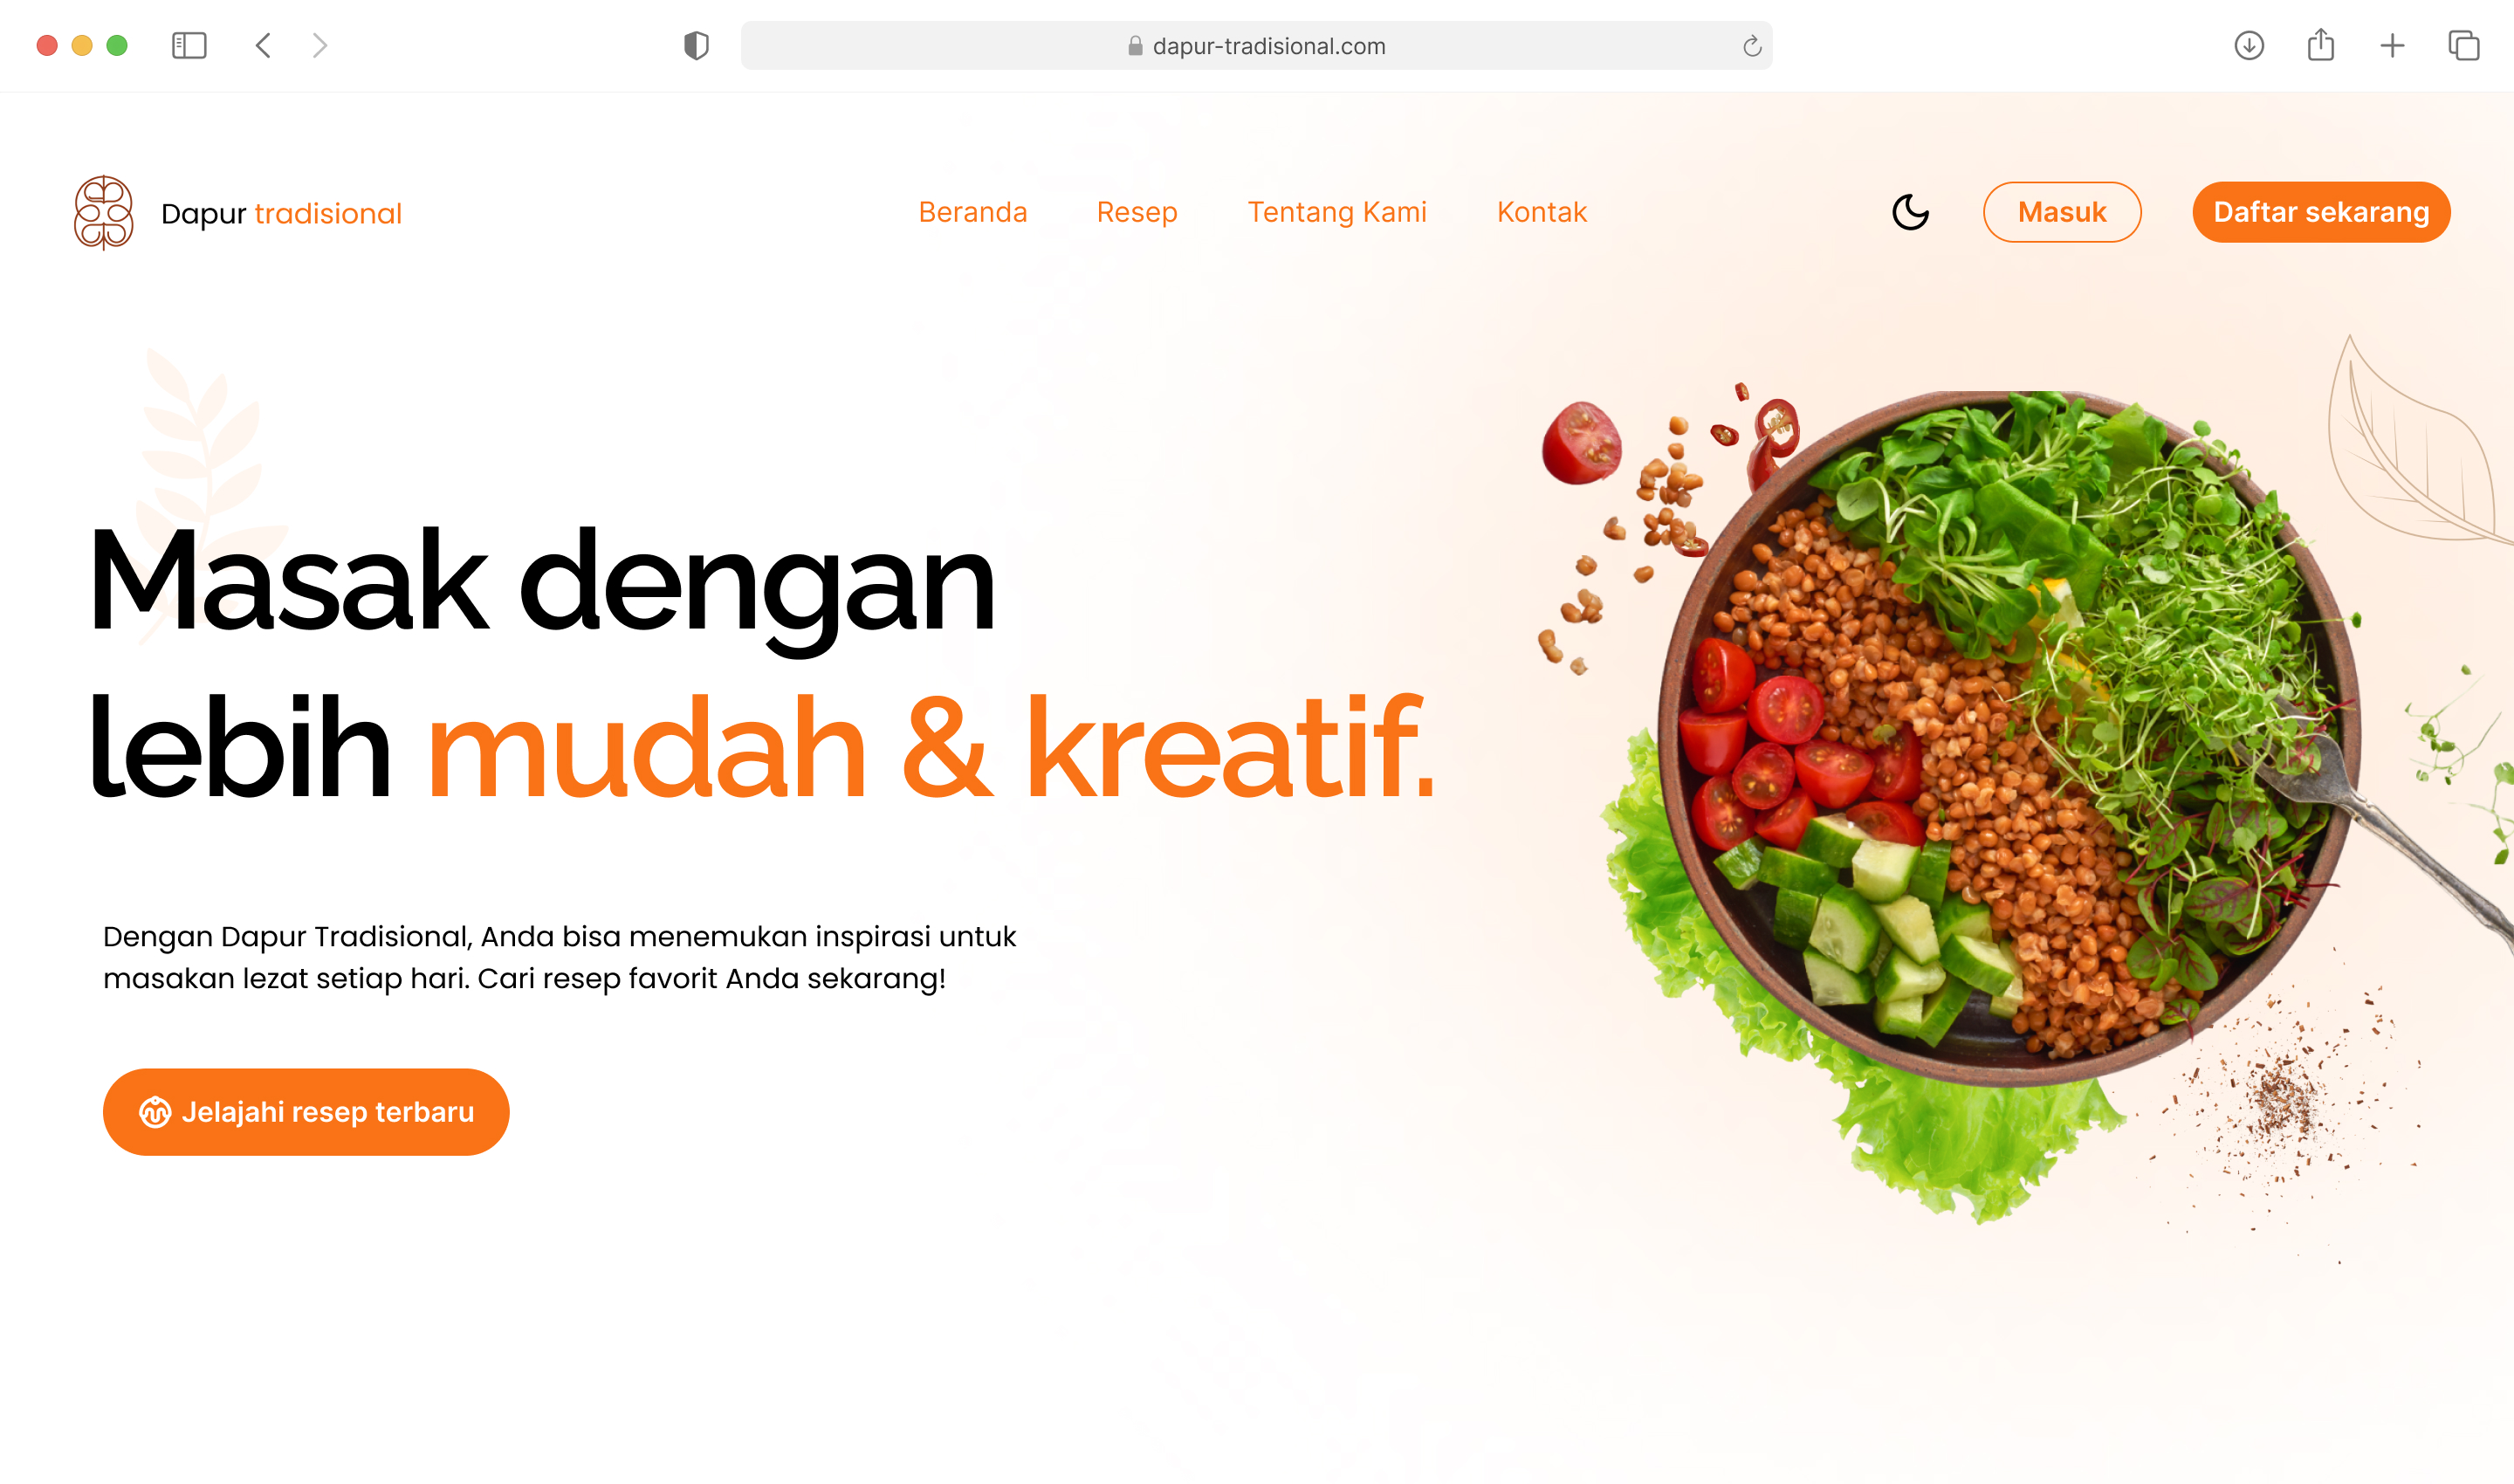 dapur-tradisional.com
Dapur tradisional
Beranda
Resep
Tentang Kami
Kontak
Masuk
Daftar sekarang
Masak dengan
lebih mudah & kreatif.
Dengan Dapur Tradisional, Anda bisa menemukan inspirasi untuk
masakan lezat setiap hari. Cari resep favorit Anda sekarang!
Jelajahi resep terbaru